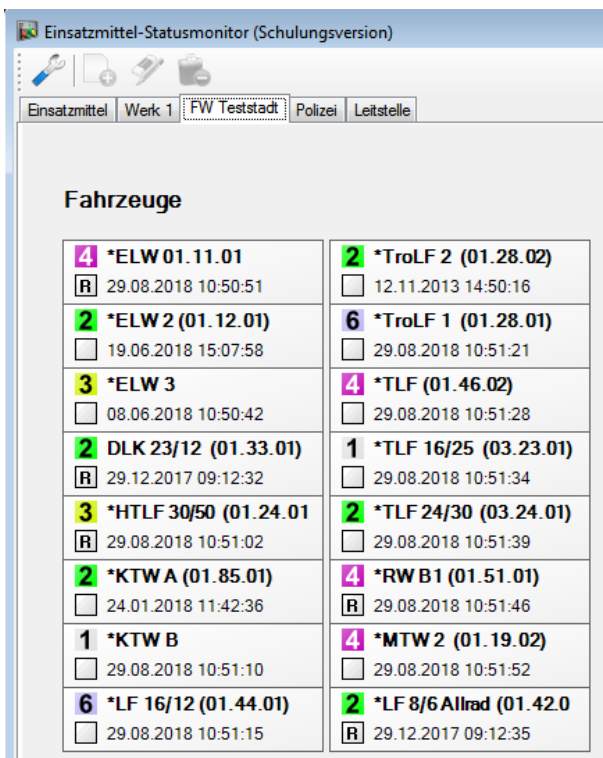 Einsatzmittel-Statusmonitor (Schulungsversion)
Einsatzmittel Werk 1 FW Teststadt Polizei Leitstelle
Fahrzeuge
4 *ELW 01.11.01
R 29.08.2018 10:50:51
2 *ELW 2 (01.12.01)
19.06.2018 15:07:58
3 *ELW 3
08.06.2018 10:50:42
2 DLK 23/12 (01.33.01)
R 29.12.2017 09:12:32
3 *HTLF 30/50 (01.24.01
R 29.08.2018 10:51:02
2 *KTW A (01.85.01)
24.01.2018 11:42:36
1 *KTW B
29.08.2018 10:51:10
6 *LF 16/12 (01.44.01)
29.08.2018 10:51:15
2 *TroLF 2 (01.28.02)
12.11.2013 14:50:16
6 *TroLF 1 (01.28.01)
29.08.2018 10:51:21
4 *TLF (01.46.02)
29.08.2018 10:51:28
1 *TLF 16/25 (03.23.01)
29.08.2018 10:51:34
2 *TLF 24/30 (03.24.01)
29.08.2018 10:51:39
4 *RW B1 (01.51.01)
R 29.08.2018 10:51:46
4 *MTW 2 (01.19.02)
29.08.2018 10:51:52
2 *LF 8/6 Allrad (01.42.0
R 29.12.2017 09:12:35